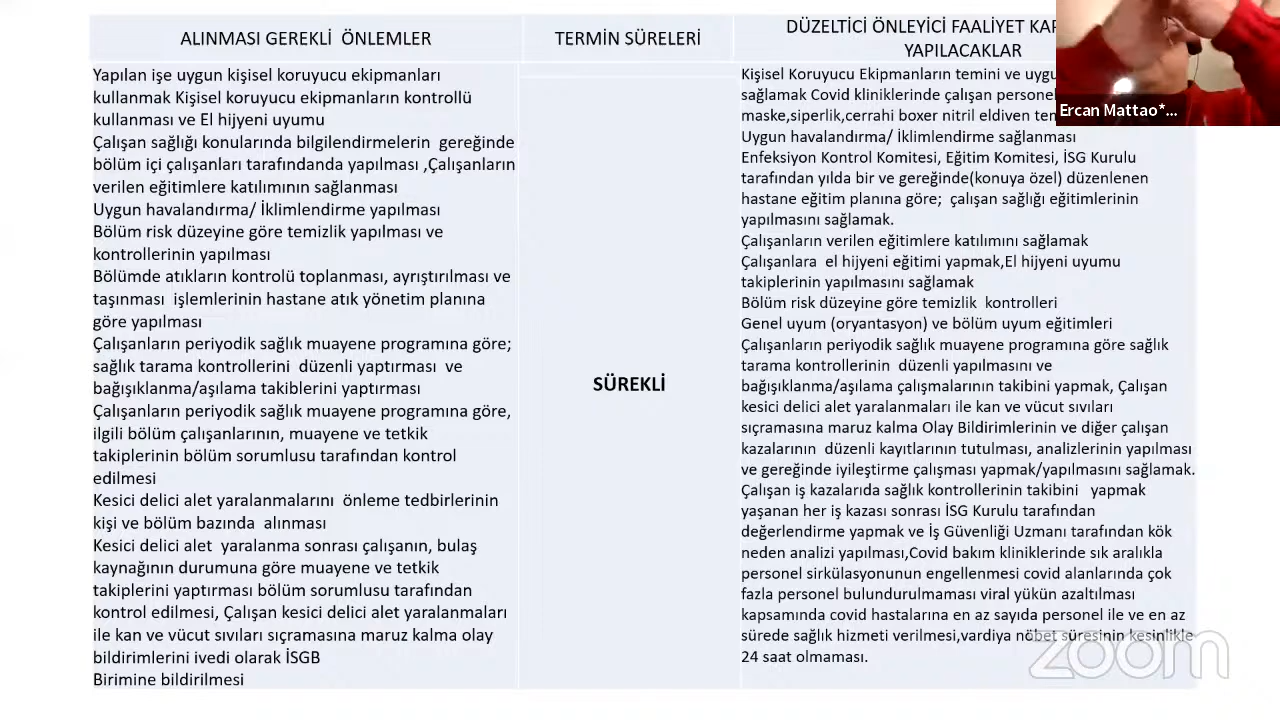 ALINMASI GEREKLİ ÖNLEMLER
TERMİN SÜRELERİ
DÜZELTİCİ ÖNLEYİCİ FAALİYET
YAPILACAKLAR
Yapılan işe uygun kişisel koruyucu ekipmanları
kullanmak Kişisel koruyucu ekipmanların kontrollü
kullanması ve El hijyeni uyumu
Çalışan sağlığı konularında bilgilendirmelerin gereğinde
bölüm içi çalışanları tarafındanda yapılması ,Çalışanların
verilen eğitimlere katılımının sağlanması
Uygun havalandırma/ İklimlendirme yapılması
Bölüm risk düzeyine göre temizlik yapılması ve
kontrollerinin yapılması
Bölümde atıkların kontrolü toplanması, ayrıştırılması ve
taşınması işlemlerinin hastane atık yönetim planına
göre yapılması
Çalışanların periyodik sağlık muayene programına göre;
sağlık tarama kontrollerini düzenli yaptırması ve
bağışıklanma/aşılama takiblerini yaptırması
Çalışanların periyodik sağlık muayene programına göre,
ilgili bölüm çalışanlarının, muayene ve tetkik
takiplerinin bölüm sorumlusu tarafından kontrol
edilmesi
Kesici delici alet yaralanmalarını önleme tedbirlerinin
kişi ve bölüm bazında alınması
Kesici delici alet yaralanma sonrası çalışanın, bulaş
kaynağının durumuna göre muayene ve tetkik
takiplerini yaptırması bölüm sorumlusu tarafından
kontrol edilmesi, Çalışan kesici delici alet yaralanmaları
ile kan ve vücut sıvıları sıçramasına maruz kalma olay
bildirimlerini ivedi olarak İSGB
Birimine bildirilmesi
SÜREKLİ
Kişisel Koruyucu Ekipmanların temini ve
sağlamak Covid kliniklerinde çalışan personel
maske,siperlik,cerrahi boxer nitril eldiven
Uygun havalandırma/ İklimlendirme sağlanması
Enfeksiyon Kontrol Komitesi, Eğitim Komitesi, İSG Kurulu
tarafından yılda bir ve gereğinde(konuya özel) düzenlenen
hastane eğitim planına göre; çalışan sağlığı eğitimlerinin
yapılmasını sağlamak.
Çalışanların verilen eğitimlere katılımını sağlamak
Çalışanlara el hijyeni eğitimi yapmak,El hijyeni uyumu
takiplerinin yapılmasını sağlamak
Bölüm risk düzeyine göre temizlik kontrolleri
Genel uyum (oryantasyon) ve bölüm uyum eğitimleri
Çalışanların periyodik sağlık muayene programına göre sağlık
tarama kontrollerinin düzenli yapılmasını ve
bağışıklanma/aşılama çalışmalarının takibini yapmak, Çalışan
kesici delici alet yaralanmaları ile kan ve vücut sıvıları
sıçramasına maruz kalma Olay Bildirimlerinin ve diğer çalışan
kazalarının düzenli kayıtlarının tutulması, analizlerinin yapılması
ve gereğinde iyileştirme çalışması yapmak/yapılmasını sağlamak.
Çalışan iş kazalarıda sağlık kontrollerinin takibini yapmak
yaşanan her iş kazası sonrası İSG Kurulu tarafından
değerlendirme yapmak ve İş Güvenliği Uzmanı tarafından kök
neden analizi yapılması,Covid bakım kliniklerinde sık aralıkla
personel sirkülasyonunun engellenmesi covid alanlarında çok
fazla personel bulundurulmaması viral yükün azaltılması
kapsamında covid hastalarına en az sayıda personel ile ve en az
sürede sağlık hizmeti verilmesi,vardiya nöbet süresinin kesinlikle
24 saat olmaması.
Ercan Mattao*...
zoom